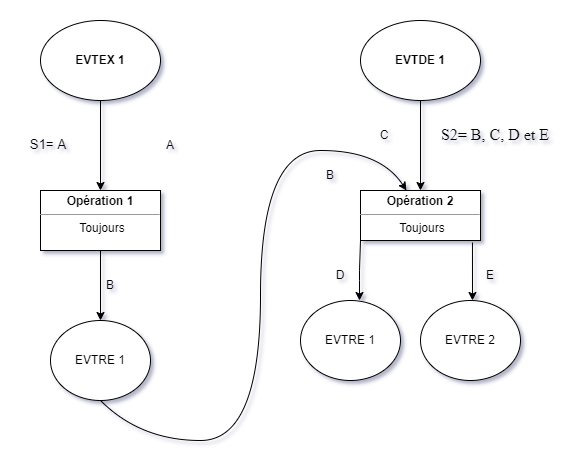 EVTEX 1
EVTDE 1
S1= A
A
C
S2= B, C, D et E
B
Opération 1
Toujours
Opération 2
Toujours
B
D
E
EVTRE 1
EVTRE 1
EVTRE 2